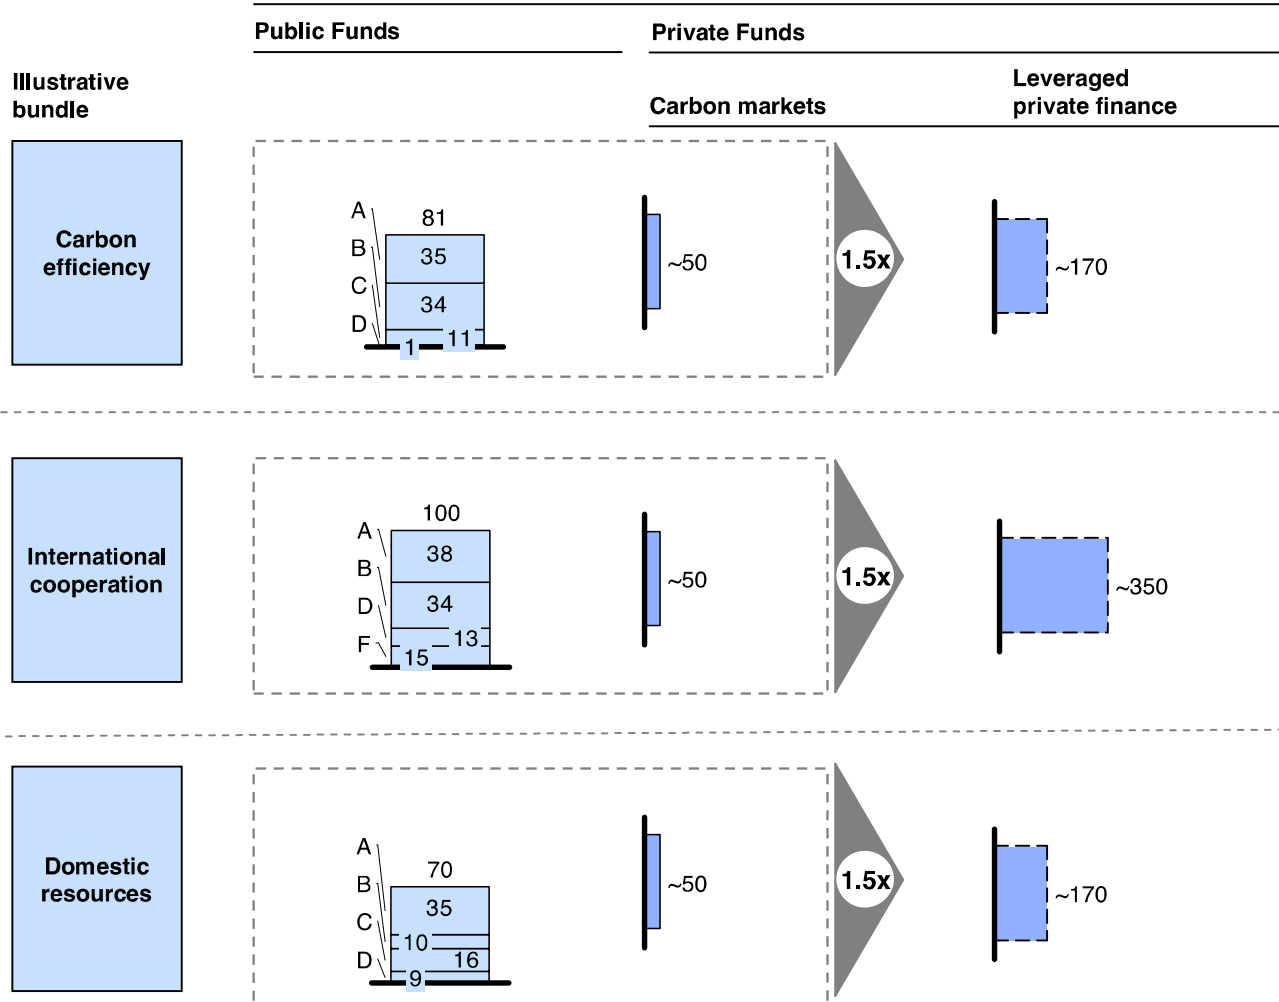 Public Funds
Private Funds
Illustrative
bundle
Carbon markets
Leveraged
private finance
Carbon
efficiency
A
B
C
D
81
35
34
11
1
~50
1.5x
~170
International
cooperation
A
B
D
F
100
38
34
13
15
~50
1.5x
~350
Domestic
resources
A
B
C
D
70
35
10
16
9
~50
1.5x
~170